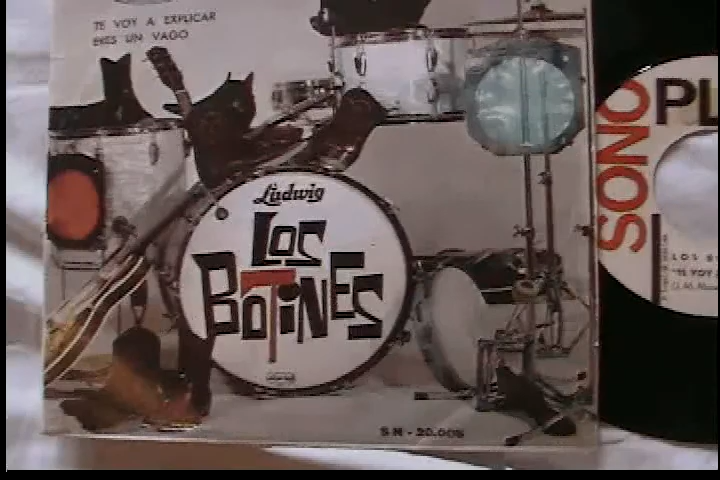 TE VOY A EXPLICAR
ERES UN VAGO
Ludwig
LOS
BOTINES
SN - 20.008
SONO
PL
LOS B
"TE VOY